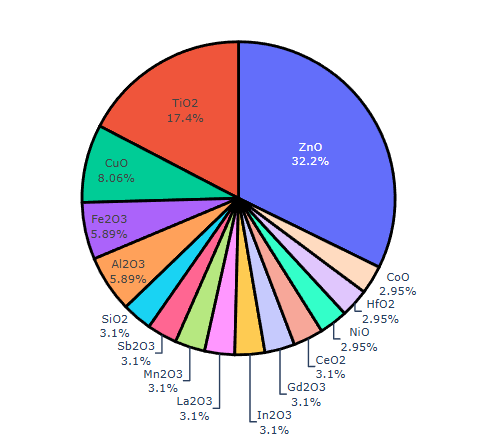 TiO2
17.4%
ZnO
32.2%
CuO
8.06%
Fe2O3
5.89%
Al2O3
5.89%
SiO2
3.1%
Sb2O3
3.1%
Mn2O3
3.1%
La2O3
3.1%
In2O3
3.1%
Gd2O3
3.1%
CeO2
3.1%
NiO
2.95%
HfO2
2.95%
CoO
2.95%